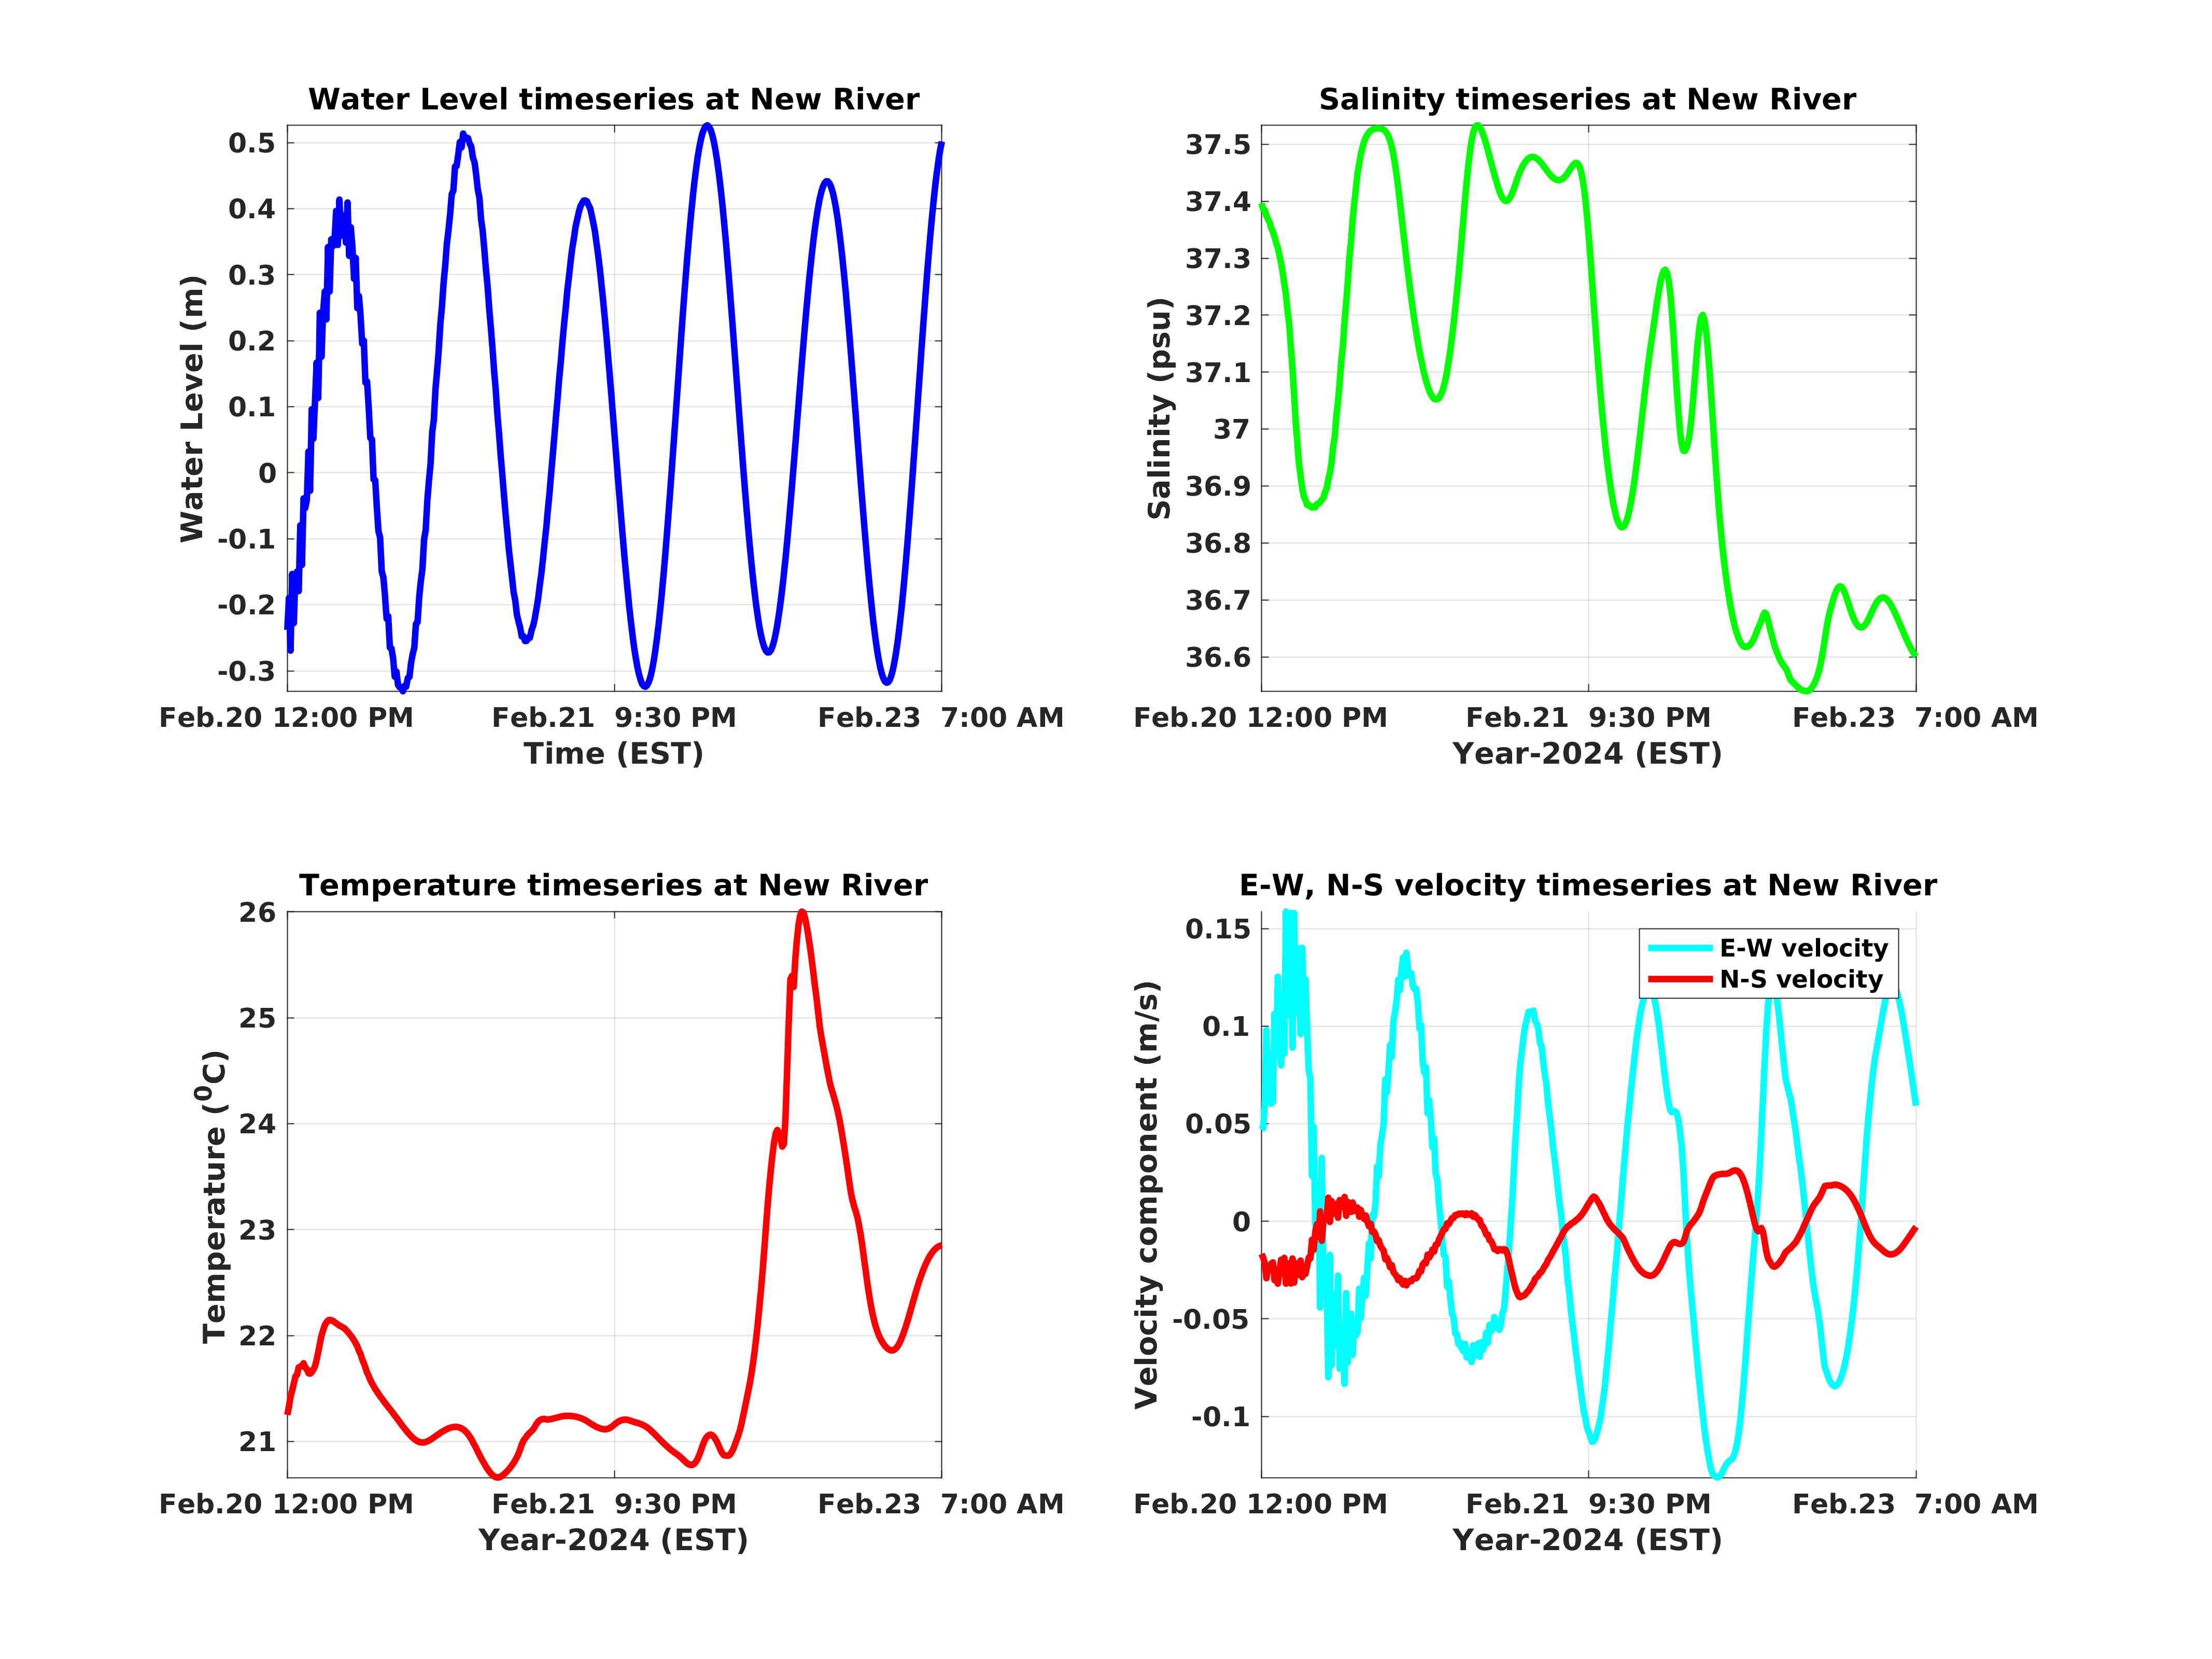 Water Level timeseries at New River
0.5
0.4
0.3
0.2
0.1
0
-0.1
-0.2
-0.3
Water Level (m)
Feb.20 12:00 PM
Feb.21 9:30 PM
Feb.23 7:00 AM
Time (EST)
Salinity timeseries at New River
37.5
37.4
37.3
37.2
37.1
37
36.9
36.8
36.7
36.6
Salinity (psu)
Feb.20 12:00 PM
Feb.21 9:30 PM
Feb.23 7:00 AM
Year-2024 (EST)
Temperature timeseries at New River
26
25
24
23
22
21
Temperature (⁰C)
Feb.20 12:00 PM
Feb.21 9:30 PM
Feb.23 7:00 AM
Year-2024 (EST)
E-W, N-S velocity timeseries at New River
0.15
0.1
0.05
0
-0.05
-0.1
Velocity component (m/s)
E-W velocity
N-S velocity
Feb.20 12:00 PM
Feb.21 9:30 PM
Feb.23 7:00 AM
Year-2024 (EST)